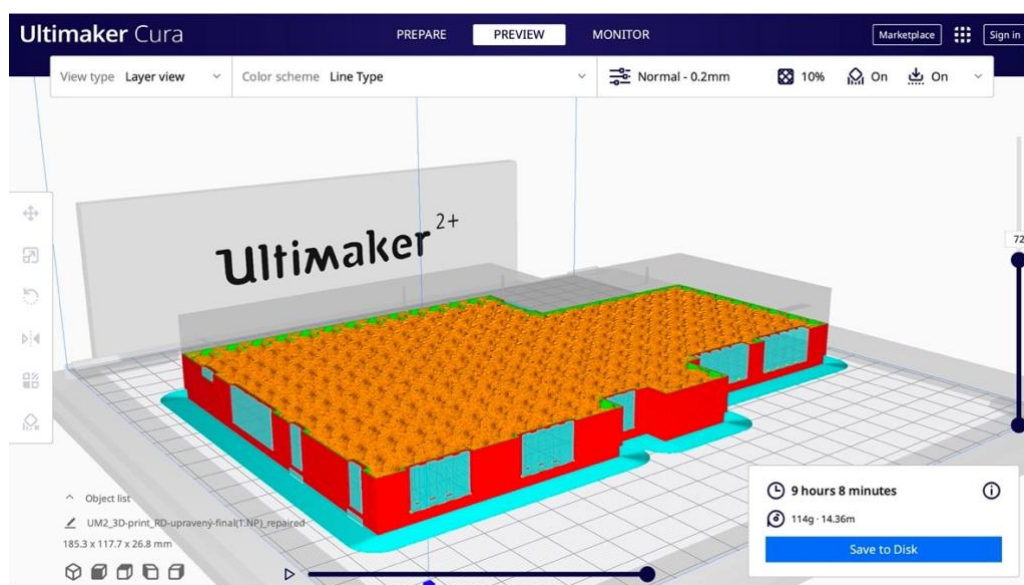 Ultimaker Cura
PREPARE
PREVIEW
MONITOR
Marketplace
Sign in
View type Layer view
Color scheme Line Type
Normal - 0.2mm
10%
On
On
Ultimaker 2+
72
Object list
UM2_3D-print_RD-upravený-final(1.NP)_repaired
185.3 x 117.7 x 26.8 mm
9 hours 8 minutes
114g · 14.36m
Save to Disk